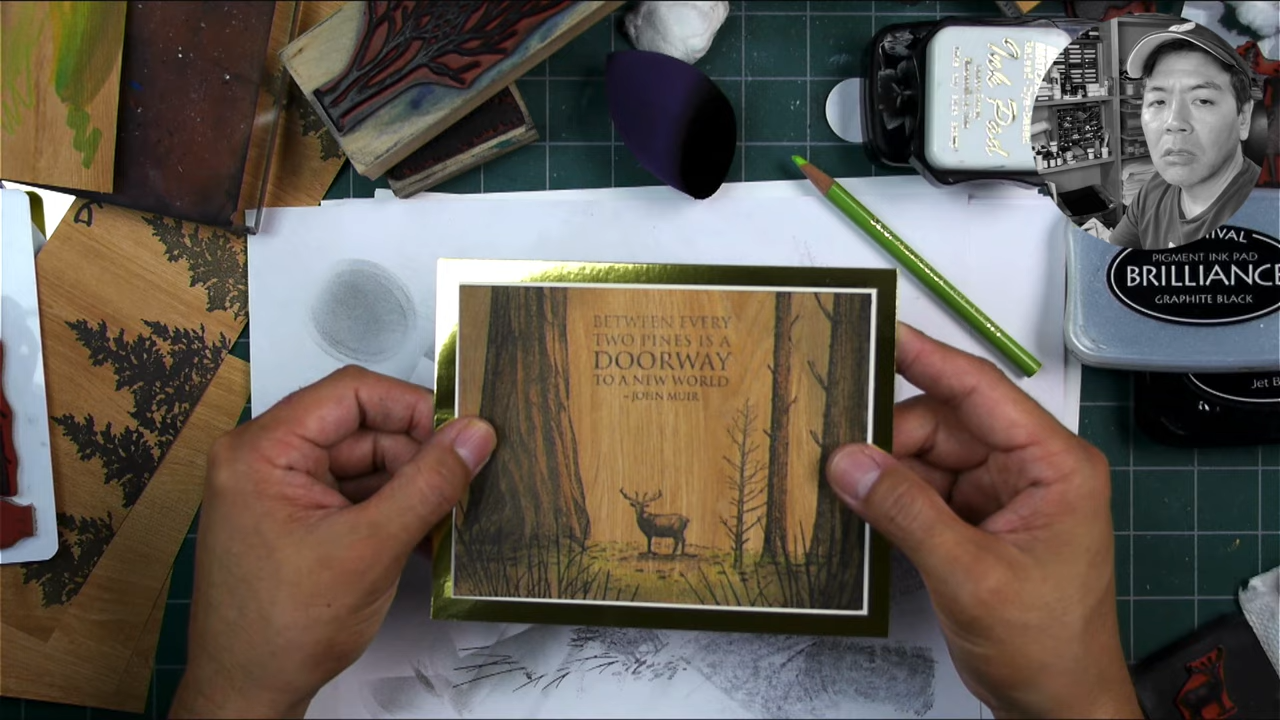 BETWEEN EVERY
TWO PINES IS A
DOORWAY
TO A NEW WORLD
~ JOHN MUIR
Ink Pad
IVAL
PIGMENT INK PAD
BRILLIANCE
GRAPHITE BLACK
Jet B